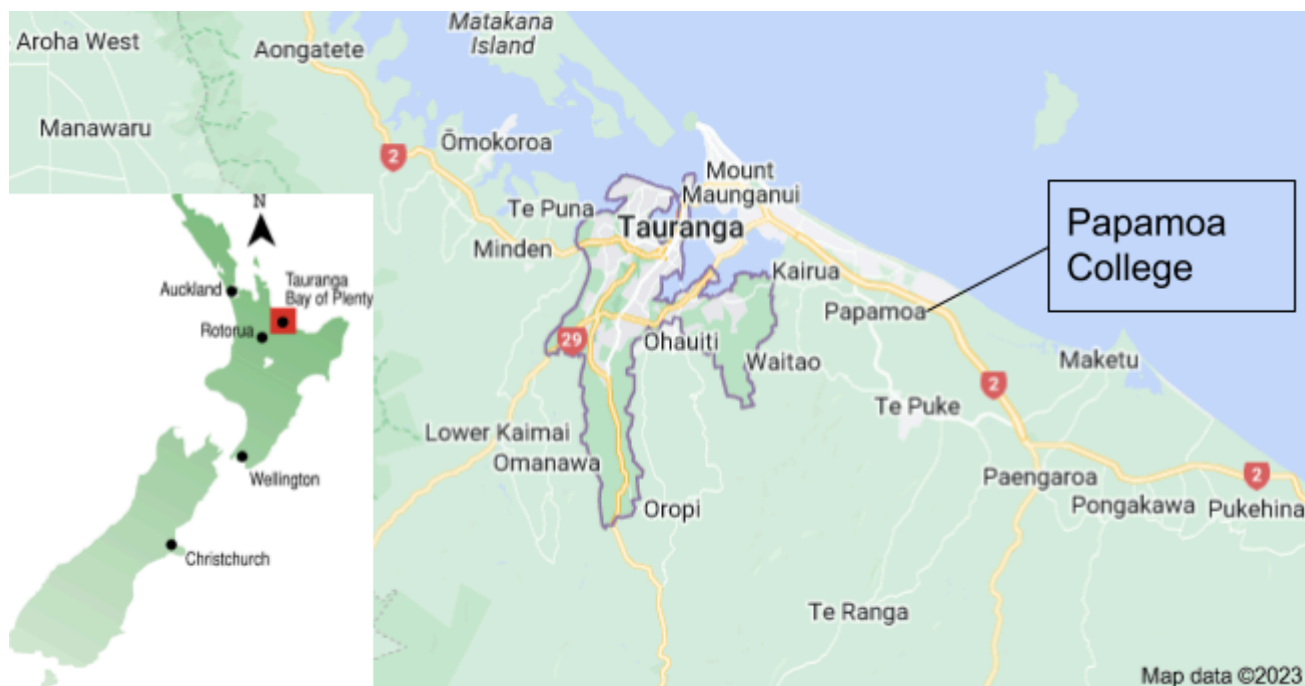 Matakana
Island
Aroha West
Aongatete
Manawaru
2
Ōmokoroa
Mount
Maunganui
Te Puna
Tauranga
Minden
Kairua
Papamoa
College
Papamoa
29
Ohauiti
Waitao
Maketu
2
Te Puke
Lower Kaimai
Omanawa
Paengaroa
2
Pongakawa
Pukehina
Oropi
Te Ranga
Map data ©2023
N
Auckland
Tauranga
Bay of Plenty
Rotorua
Wellington
Christchurch